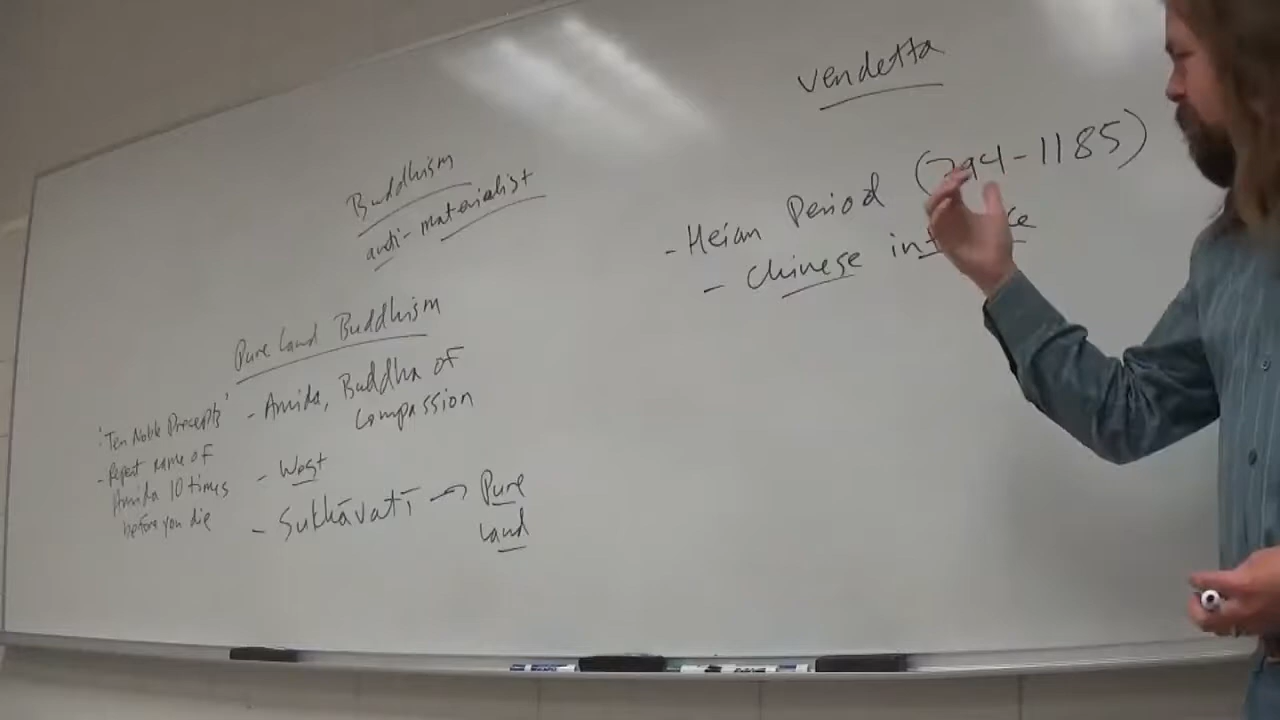 Vendetta
- Heian Period (794-1185)
- Chinese
Buddhism
anti-materialist
Pure Land Buddhism
- Amida, Buddha of
Compassion
- West
- Sukhāvatī → Pure
Land
'Ten Noble Precepts'
- Repeat name of
Amida 10 times
before you die